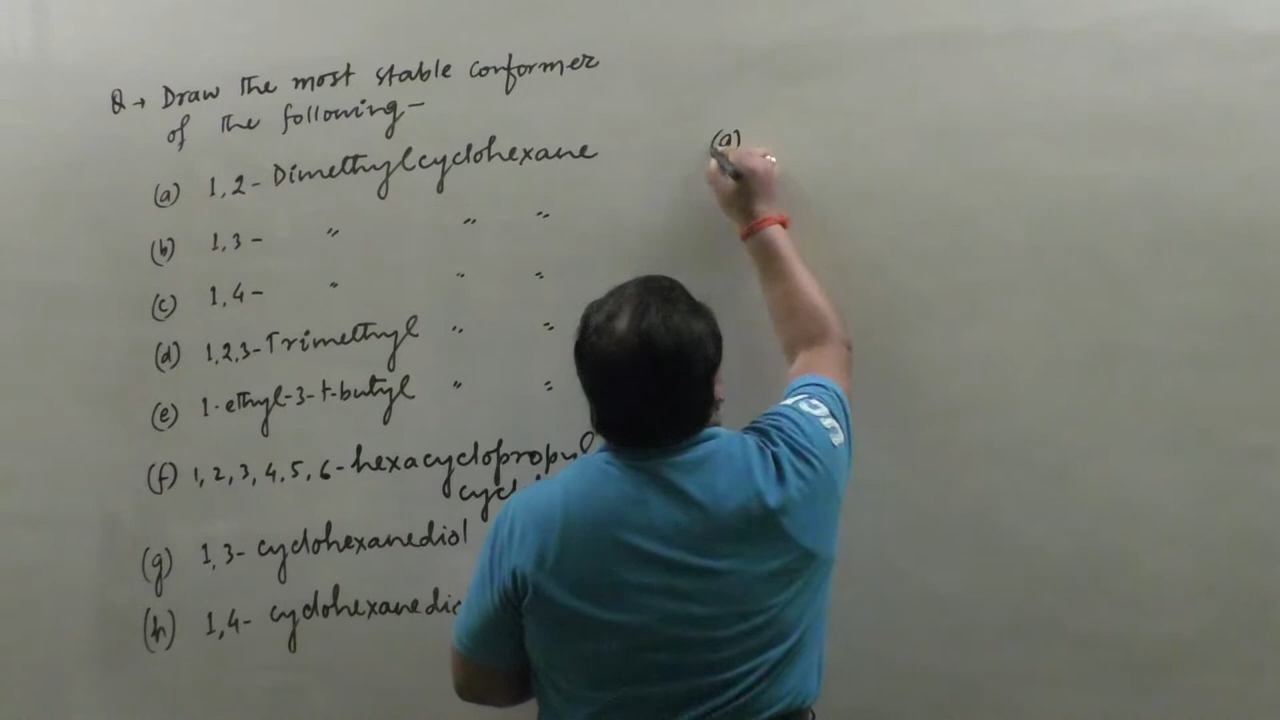 Q → Draw the most stable conformer
of the following -
(a) 1,2- Dimethylcyclohexane
(b) 1,3 - " " "
(c) 1,4 - " " "
(d) 1,2,3-Trimethyl " "
(e) 1-ethyl-3-t-butyl " "
(f) 1,2,3,4,5,6-hexacyclopropyl
(g) 1,3- cyclohexanediol
(h) 1,4-
(a)